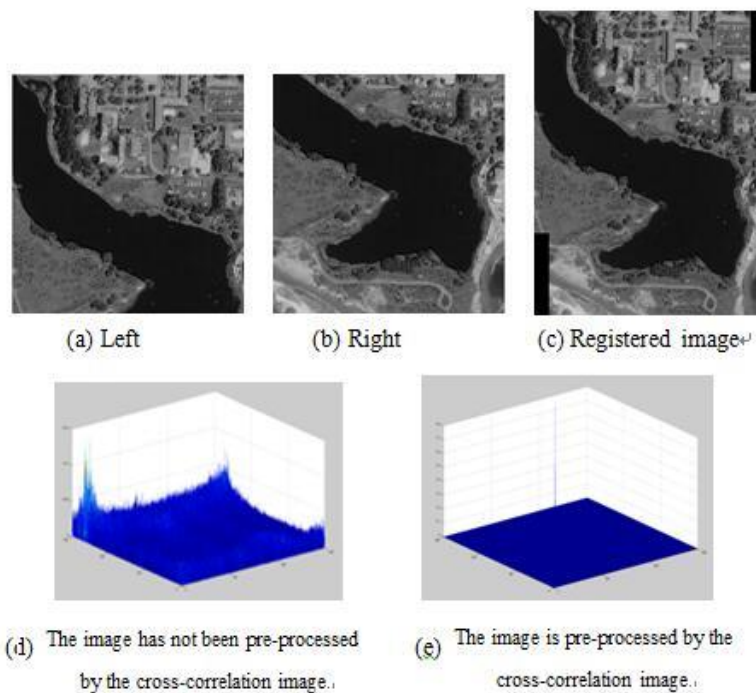 (a) Left
(b) Right
(c) Registered image↵
(d) The image has not been pre-processed
by the cross-correlation image.↓
(e) The image is pre-processed by the
cross-correlation image.↓